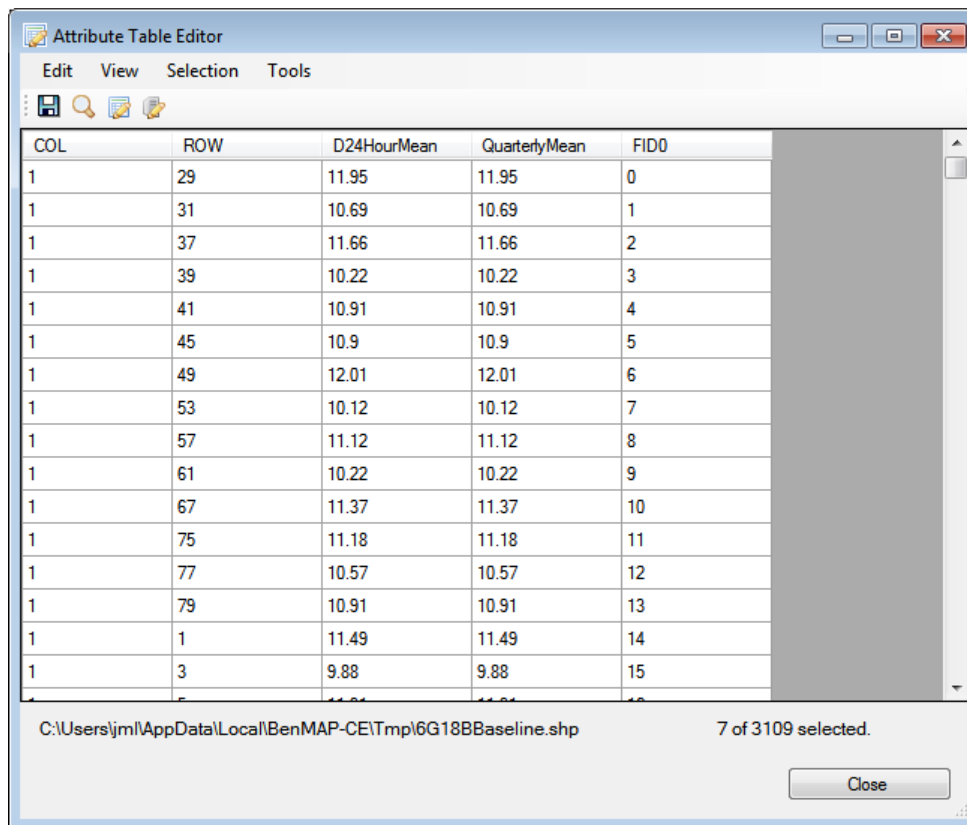 Attribute Table Editor
Edit View Selection Tools
COL ROW D24HourMean QuarterlyMean FID0
1 29 11.95 11.95 0
1 31 10.69 10.69 1
1 37 11.66 11.66 2
1 39 10.22 10.22 3
1 41 10.91 10.91 4
1 45 10.9 10.9 5
1 49 12.01 12.01 6
1 53 10.12 10.12 7
1 57 11.12 11.12 8
1 61 10.22 10.22 9
1 67 11.37 11.37 10
1 75 11.18 11.18 11
1 77 10.57 10.57 12
1 79 10.91 10.91 13
1 1 11.49 11.49 14
1 3 9.88 9.88 15
C:\Users\jml\AppData\Local\BenMAP-CE\Tmp\6G18BBaseline.shp 7 of 3109 selected.
Close